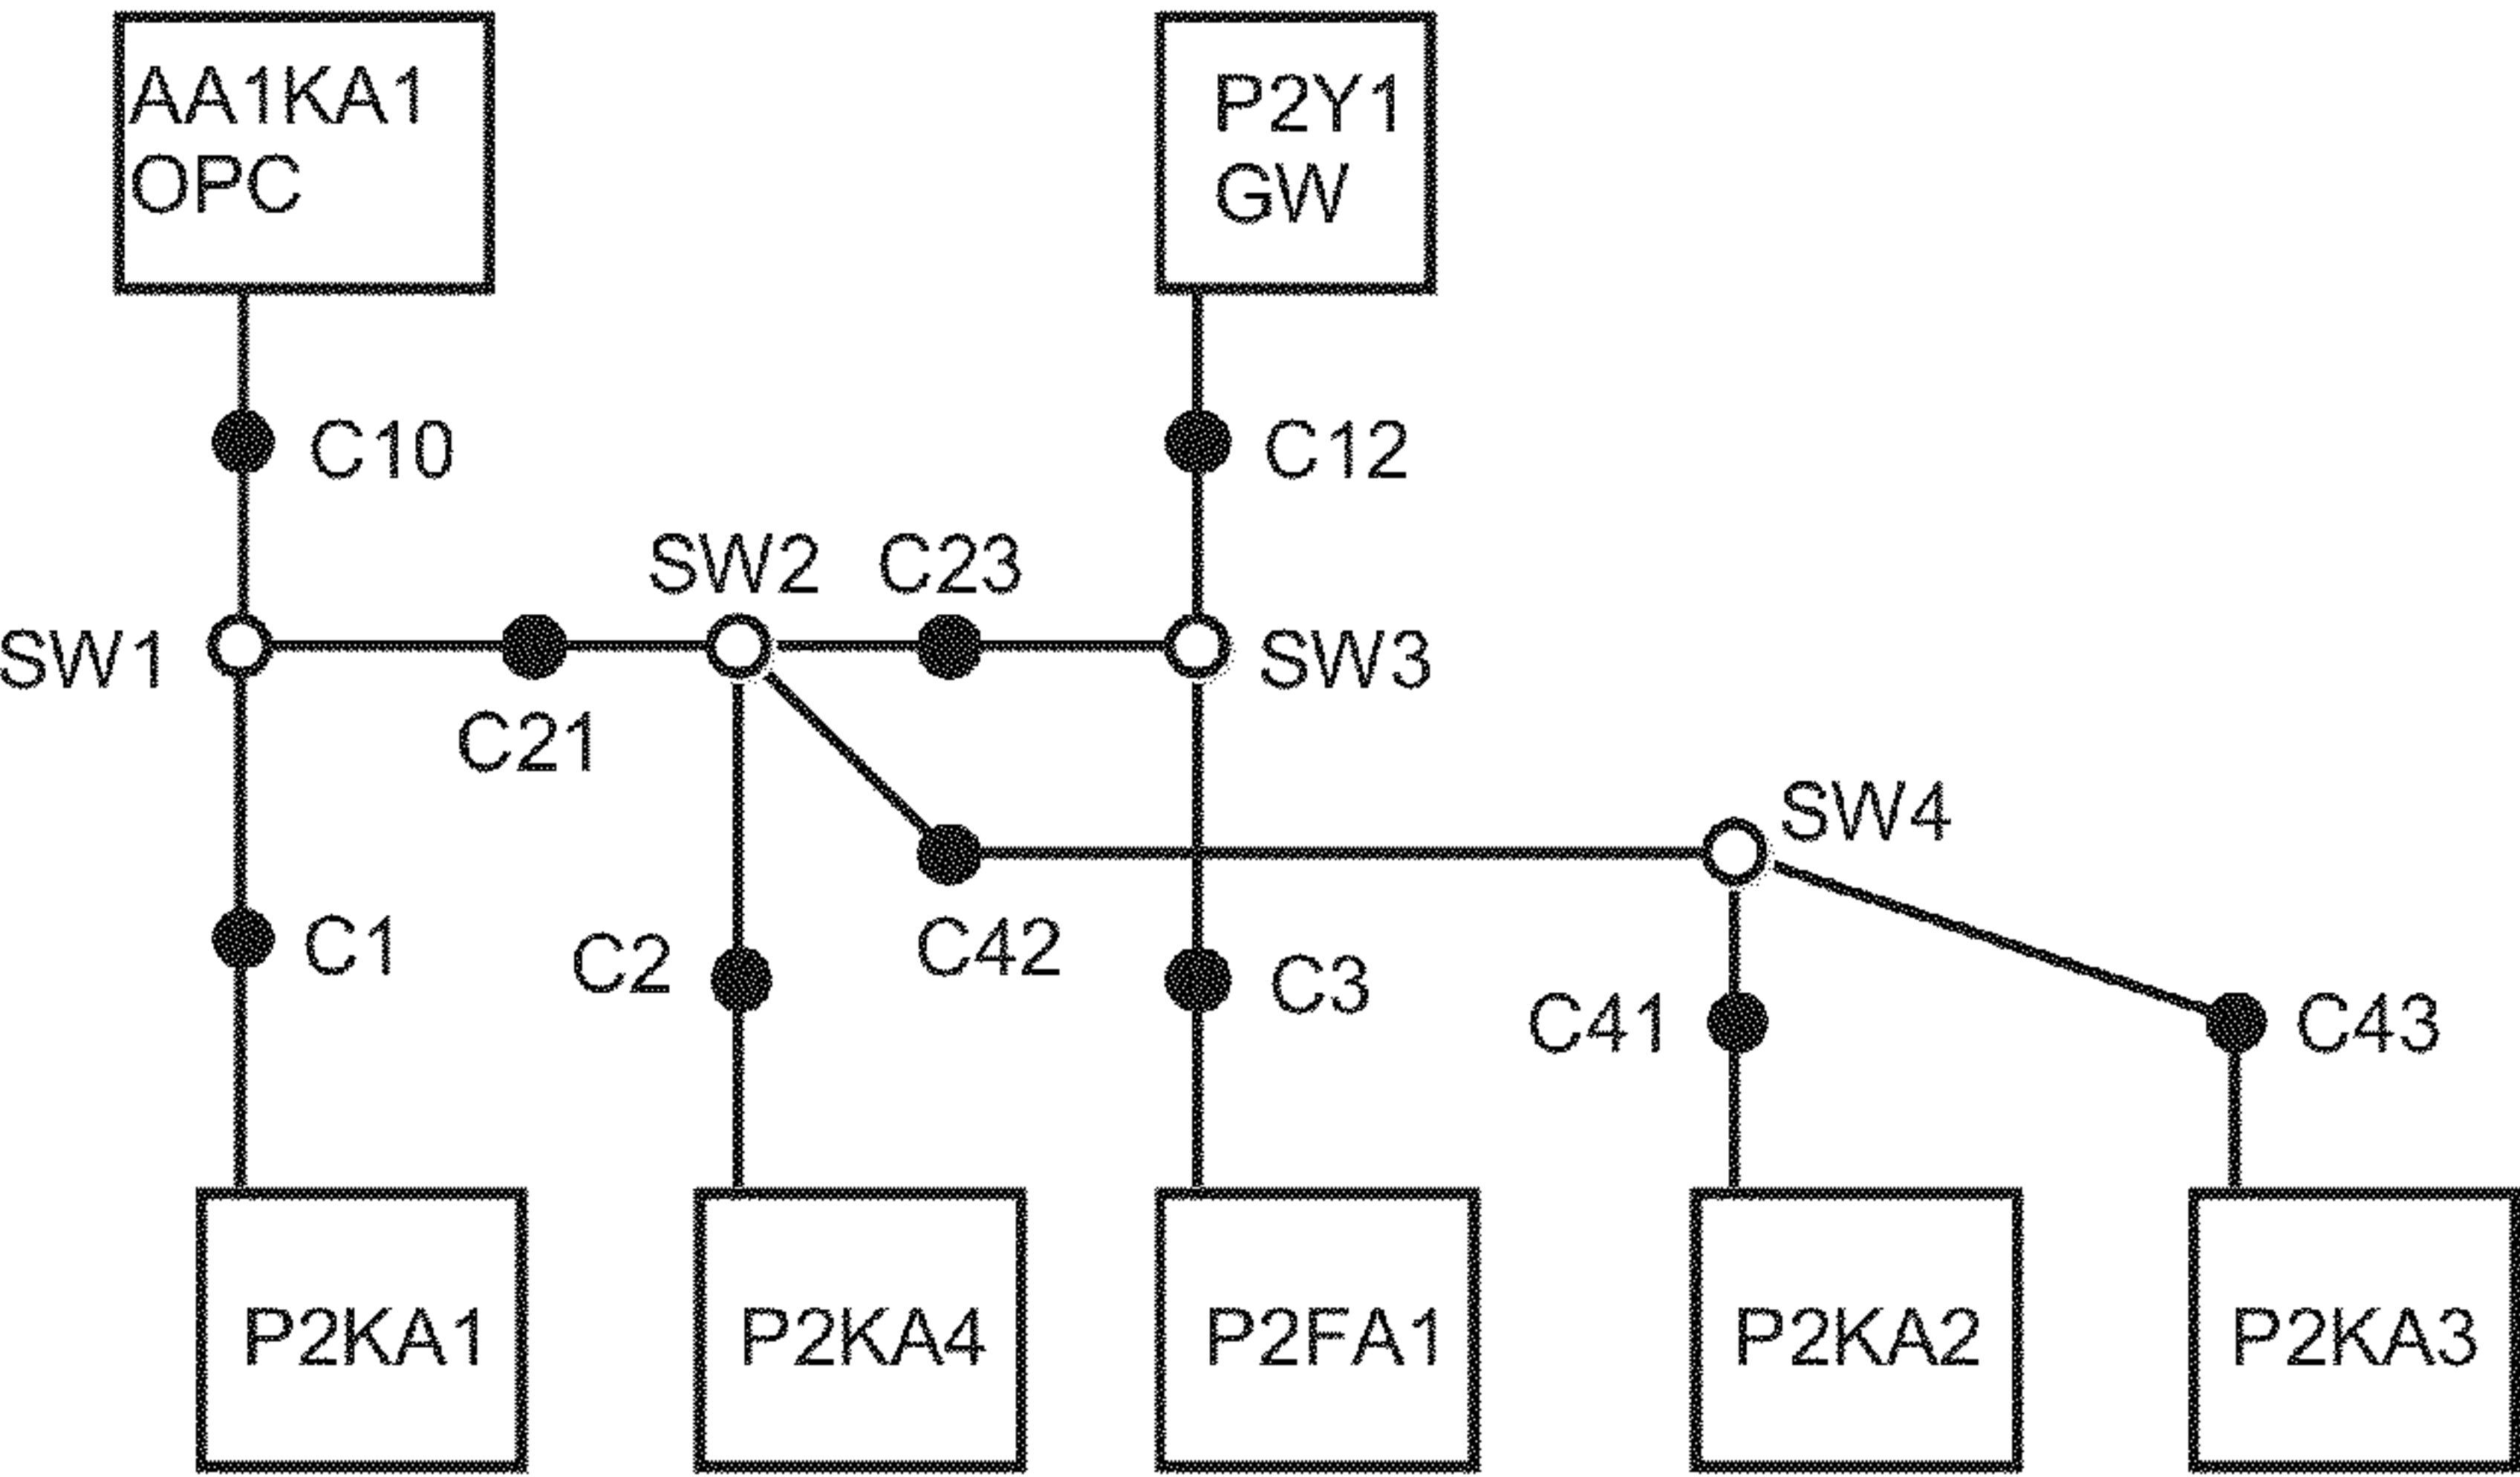 AA1KA1
OPC
P2Y1
GW
C10
C12
SW2
C23
SW1
SW3
C21
SW4
C1
C2
C42
C3
C41
C43
P2KA1
P2KA4
P2FA1
P2KA2
P2KA3